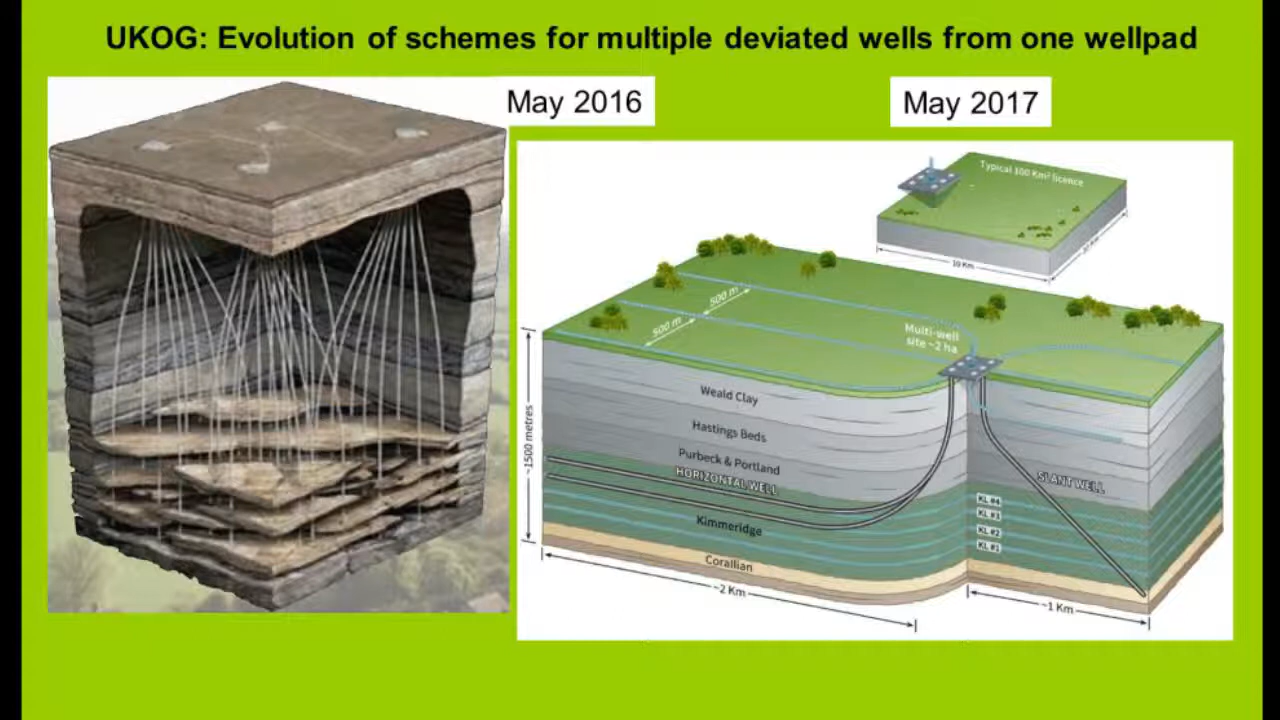 UKOG: Evolution of schemes for multiple deviated wells from one wellpad
May 2016
May 2017
Typical 100 Km² licence
10 Km
10 Km
500 m
500 m
Multi-well
site ~2 ha
~1500 metres
Weald Clay
Hastings Beds
Purbeck & Portland
HORIZONTAL WELL
SLANT WELL
KL #4
KL #3
KL #2
KL #1
Kimmeridge
Corallian
~2 Km
~1 Km